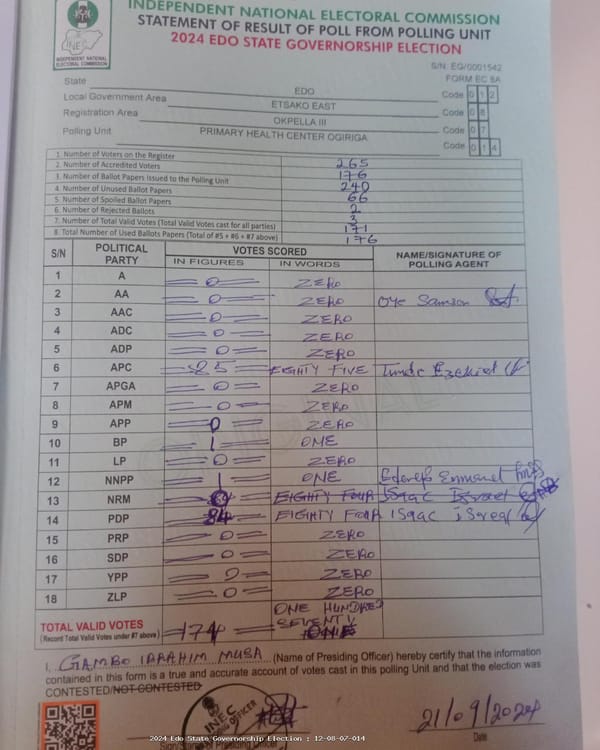 INDEPENDENT NATIONAL ELECTORAL COMMISSION
STATEMENT OF RESULT OF POLL FROM POLLING UNIT
2024 EDO STATE GOVERNORSHIP ELECTION
INEC
INDEPENDENT NATIONAL ELECTORAL COMMISSION
S/N: EG/0001542
FORM EC 8A
State EDO Code 0 1 2
Local Government Area ETSAKO EAST Code 0 8
Registration Area OKPELLA III Code 0 7
Polling Unit PRIMARY HEALTH CENTER OGIRIGA Code 0 1 4
1. Number of Voters on the Register 265
2. Number of Accredited Voters 176
3. Number of Ballot Papers Issued to the Polling Unit 240
4. Number of Unused Ballot Papers 66
5. Number of Spoiled Ballot Papers 2
6. Number of Rejected Ballots 3
7. Number of Total Valid Votes (Total Valid Votes cast for all parties) 171
8. Total Number of Used Ballots Papers (Total of #5 + #6 + #7 above) 176
S/N POLITICAL PARTY VOTES SCORED NAME/SIGNATURE OF POLLING AGENT
IN FIGURES IN WORDS
1 A 0 ZERO
2 AA 0 ZERO Oye Samson
3 AAC 0 ZERO
4 ADC 0 ZERO
5 ADP 0 ZERO
6 APC 85 EIGHTY FIVE Ezekiel
7 APGA 0 ZERO
8 APM 0 ZERO
9 APP 0 ZERO
10 BP 1 ONE
11 LP 0 ZERO
12 NNPP 1 ONE Emmanuel
13 NRM EIGHTY FOUR Isaac
14 PDP 84 EIGHTY FOUR Isaac isreal
15 PRP 0 ZERO
16 SDP 0 ZERO
17 YPP 0 ZERO
18 ZLP 0 ZERO
TOTAL VALID VOTES
(Record Total Valid Votes under #7 above) 171 ONE HUNDRED SEVENTY ONE
I, GAMBO IBRAHIM MUSA (Name of Presiding Officer) hereby certify that the information
contained in this form is a true and accurate account of votes cast in this polling Unit and that the election was
CONTESTED/NOT CONTESTED
INEC
21/09/2024
Sign/Stamp of Presiding Officer Date
2024 Edo State Governorship Election : 12-08-07-014